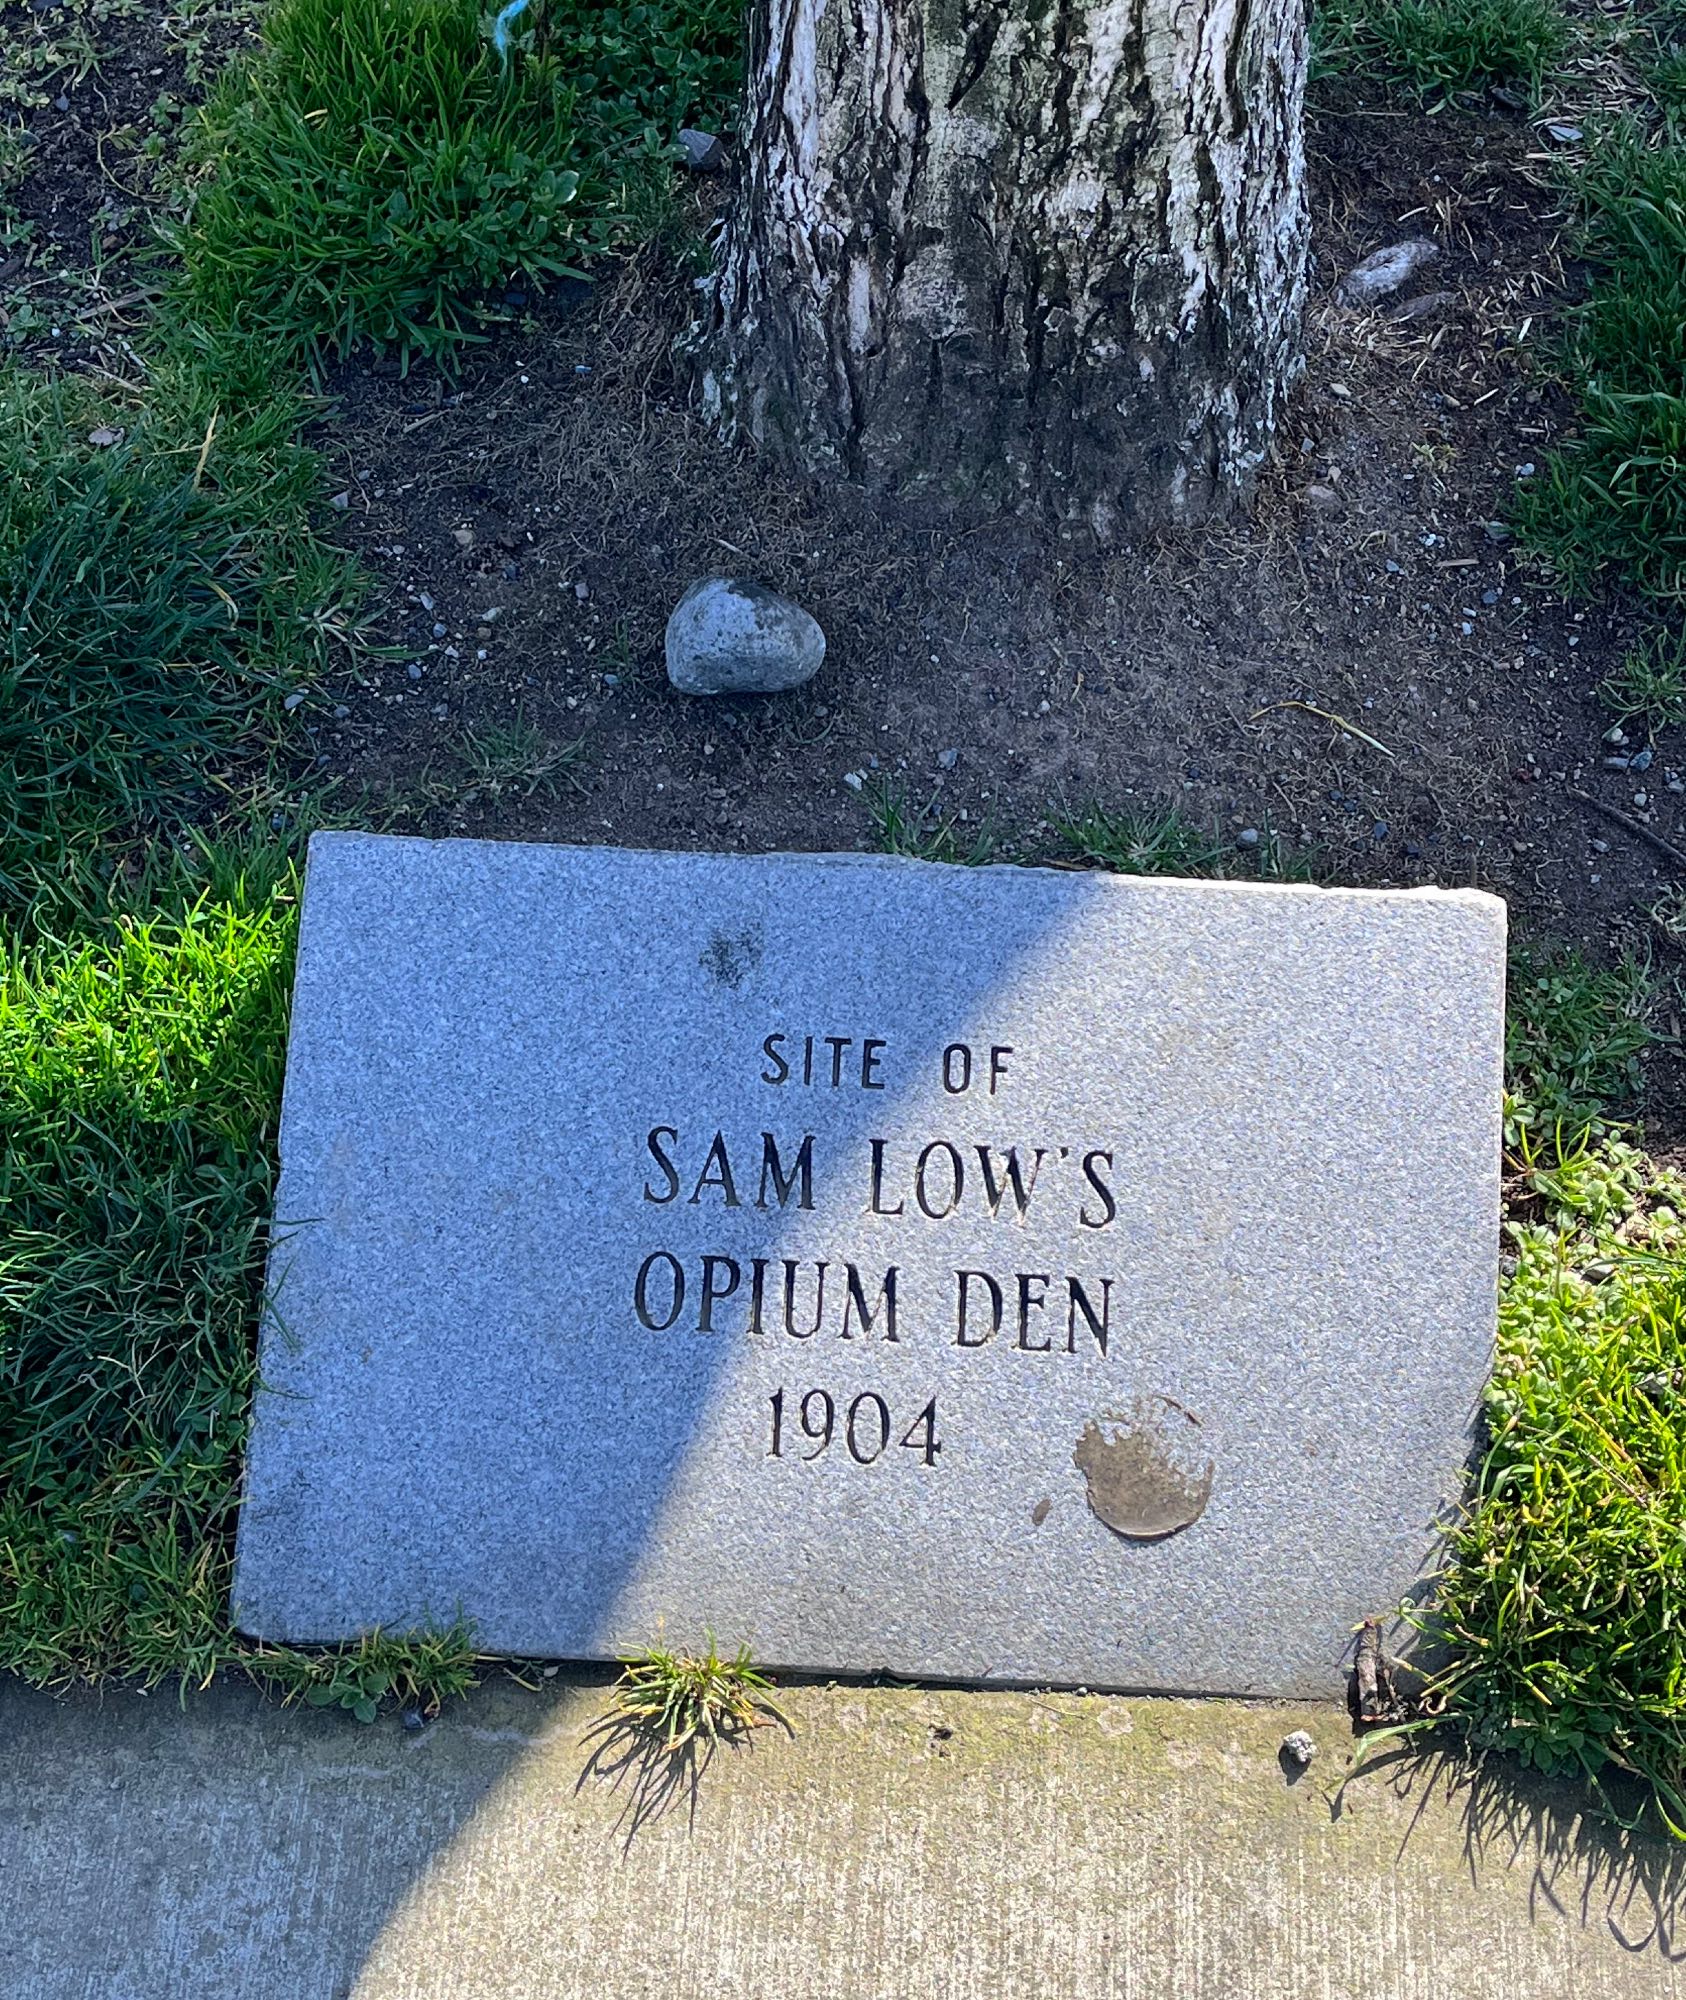 SITE OF
SAM LOW'S
OPIUM DEN
1904